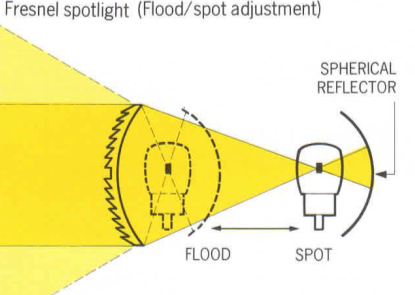 Fresnel spotlight (Flood/spot adjustment)
SPHERICAL
REFLECTOR
FLOOD
SPOT